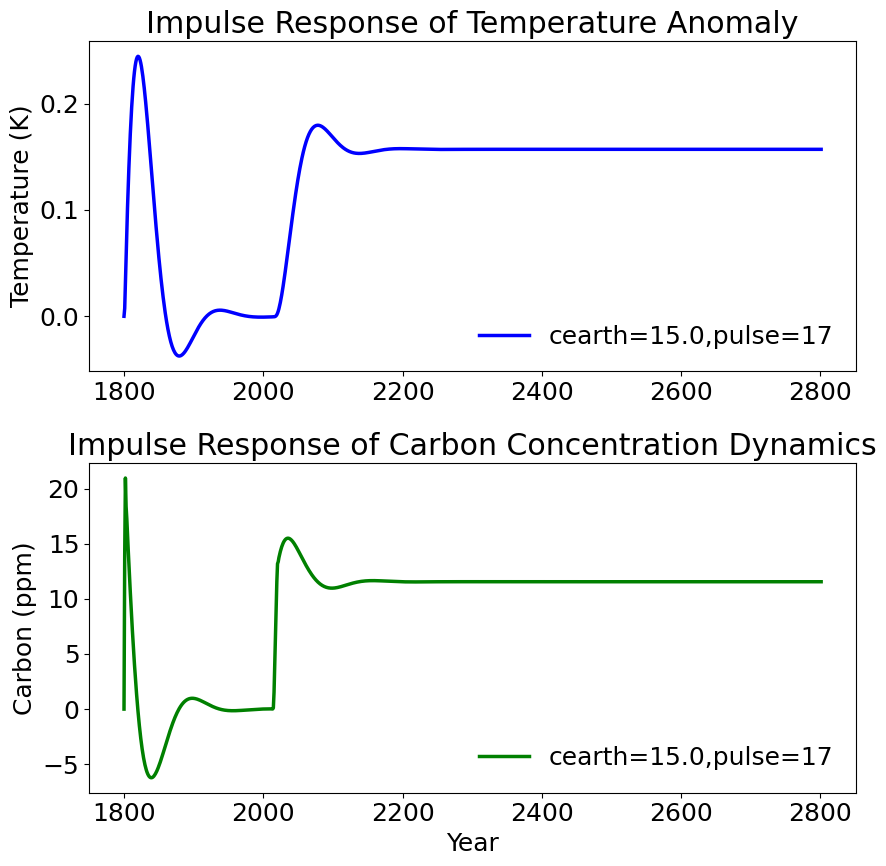 Impulse Response of Temperature Anomaly
Temperature (K)
0.2
0.1
0.0
cearth=15.0,pulse=17
1800 2000 2200 2400 2600 2800
Impulse Response of Carbon Concentration Dynamics
Carbon (ppm)
20
15
10
5
0
−5
cearth=15.0,pulse=17
1800 2000 2200 2400 2600 2800
Year